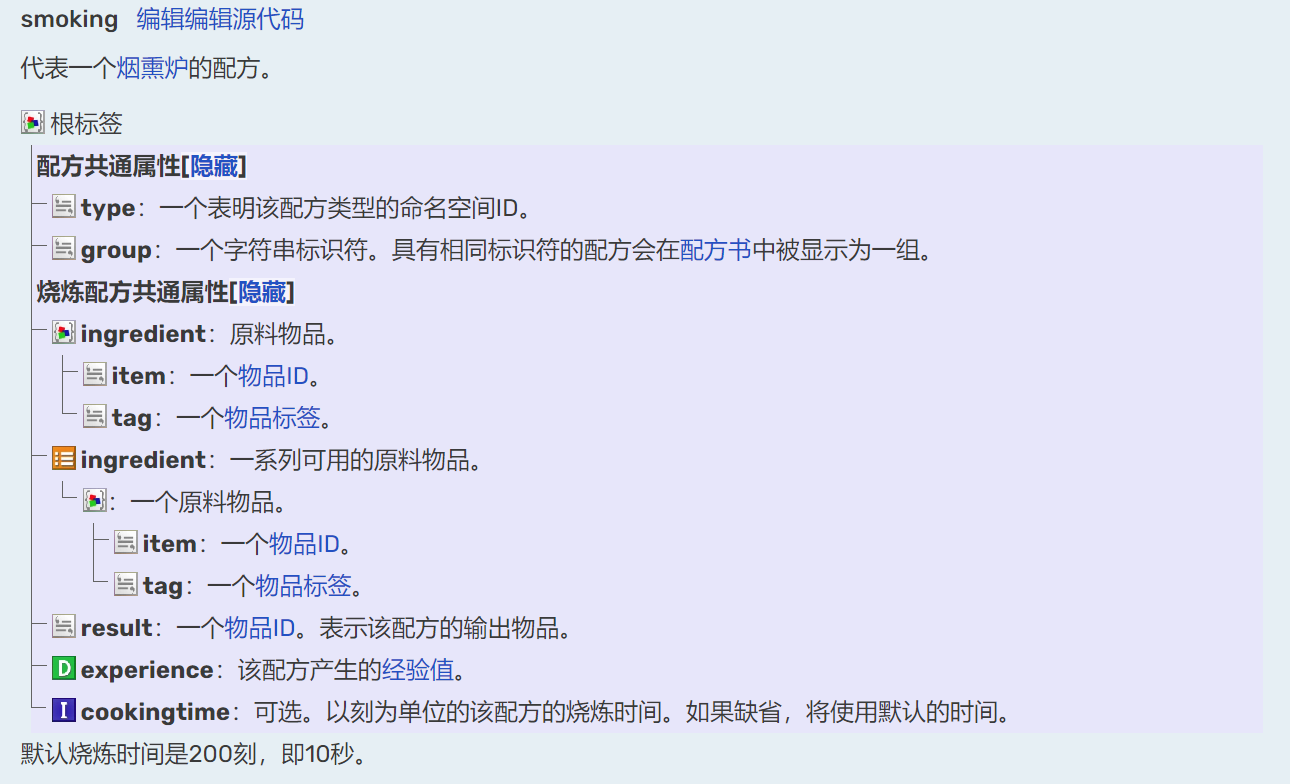 smoking 编辑编辑源代码
代表一个烟熏炉的配方。
根标签
配方共通属性[隐藏]
type：一个表明该配方类型的命名空间ID。
group：一个字符串标识符。具有相同标识符的配方会在配方书中被显示为一组。
烧炼配方共通属性[隐藏]
ingredient：原料物品。
item：一个物品ID。
tag：一个物品标签。
ingredient：一系列可用的原料物品。
：一个原料物品。
item：一个物品ID。
tag：一个物品标签。
result：一个物品ID。表示该配方的输出物品。
D experience：该配方产生的经验值。
I cookingtime：可选。以刻为单位的该配方的烧炼时间。如果缺省，将使用默认的时间。
默认烧炼时间是200刻，即10秒。